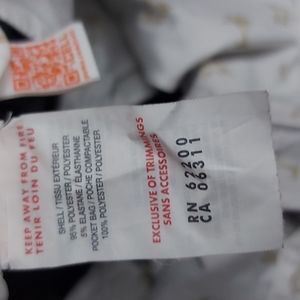 KEEP AWAY FROM FIRE
TENIR LOIN DU FEU
SHELL / TISSU EXTÉRIEUR
95% POLYESTER / POLYESTER
5% ELASTANE / ÉLASTHANNE
POCKET BAG / POCHE COMPACTABLE
100% POLYESTER / POLYESTER
EXCLUSIVE OF TRIMMINGS
SANS ACCESSOIRES
RN 62200
CA 06311